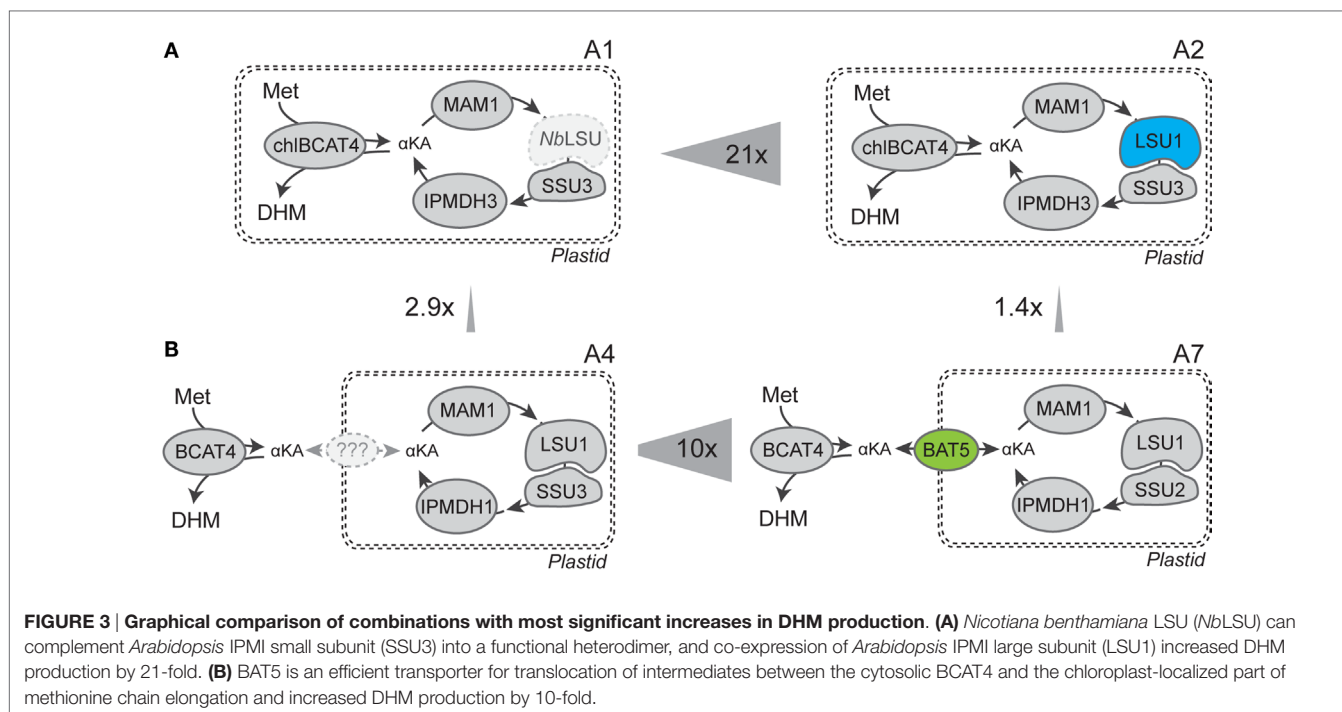 A
A1
A2
Met
chlBCAT4
αKA
MAM1
NbLSU
SSU3
IPMDH3
DHM
Plastid
21x
Met
chlBCAT4
αKA
MAM1
LSU1
SSU3
IPMDH3
DHM
Plastid
2.9x
1.4x
B
A4
A7
Met
BCAT4
αKA
???
αKA
MAM1
LSU1
SSU3
IPMDH1
DHM
Plastid
10x
Met
BCAT4
αKA
BAT5
αKA
MAM1
LSU1
SSU2
IPMDH1
DHM
Plastid
FIGURE 3 | Graphical comparison of combinations with most significant increases in DHM production. (A) Nicotiana benthamiana LSU (NbLSU) can
complement Arabidopsis IPMI small subunit (SSU3) into a functional heterodimer, and co-expression of Arabidopsis IPMI large subunit (LSU1) increased DHM
production by 21-fold. (B) BAT5 is an efficient transporter for translocation of intermediates between the cytosolic BCAT4 and the chloroplast-localized part of
methionine chain elongation and increased DHM production by 10-fold.